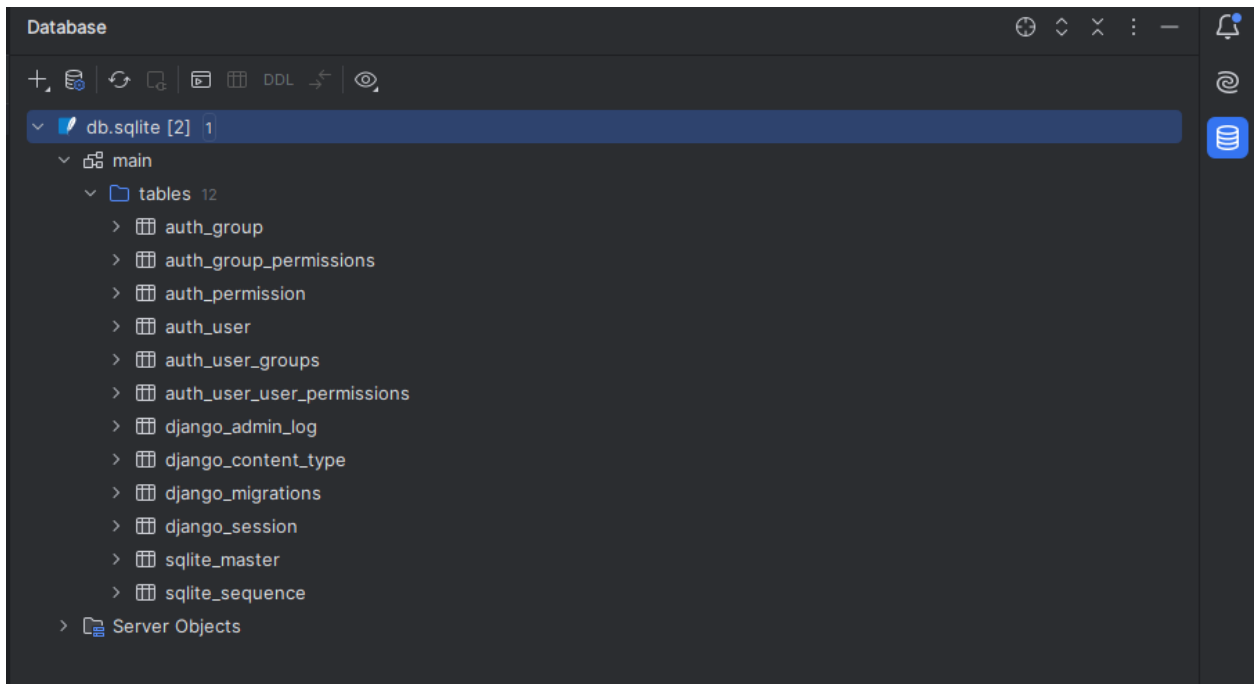 Database
DDL
db.sqlite [2] 1
main
tables 12
auth_group
auth_group_permissions
auth_permission
auth_user
auth_user_groups
auth_user_user_permissions
django_admin_log
django_content_type
django_migrations
django_session
sqlite_master
sqlite_sequence
Server Objects